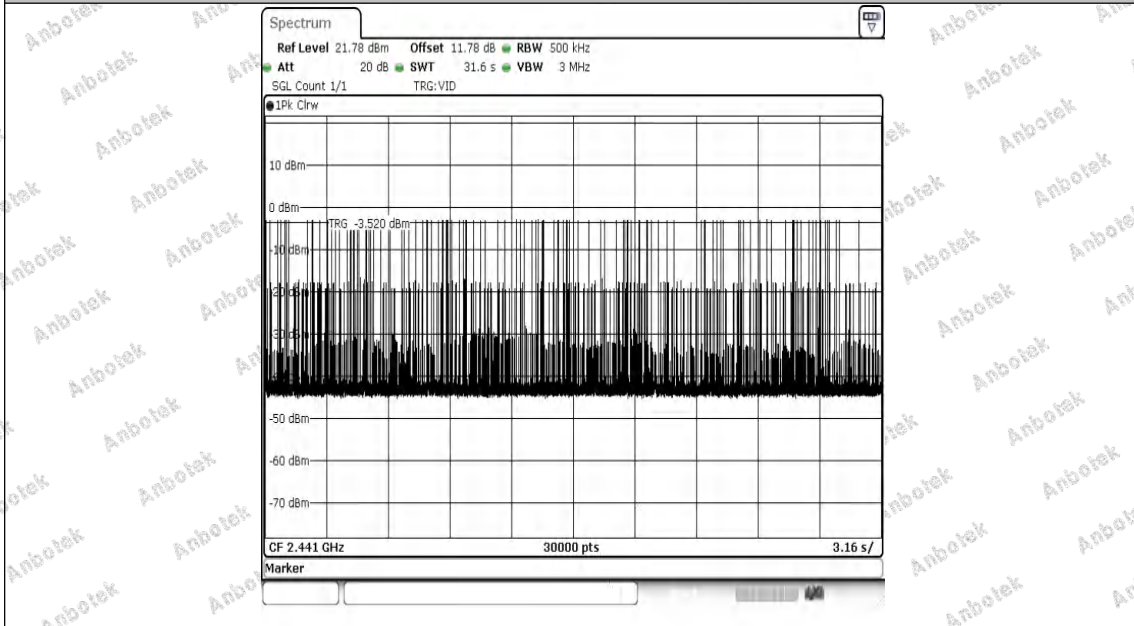 Spectrum
Ref Level 21.78 dBm Offset 11.78 dB RBW 500 kHz
Att 20 dB SWT 31.6 s VBW 3 MHz
SGL Count 1/1 TRG:VID
1Pk Clrw
10 dBm
0 dBm
TRG -3.520 dBm
-10 dBm
-20 dBm
-30 dBm
-50 dBm
-60 dBm
-70 dBm
CF 2.441 GHz 30000 pts 3.16 s/
Marker
Anbotek